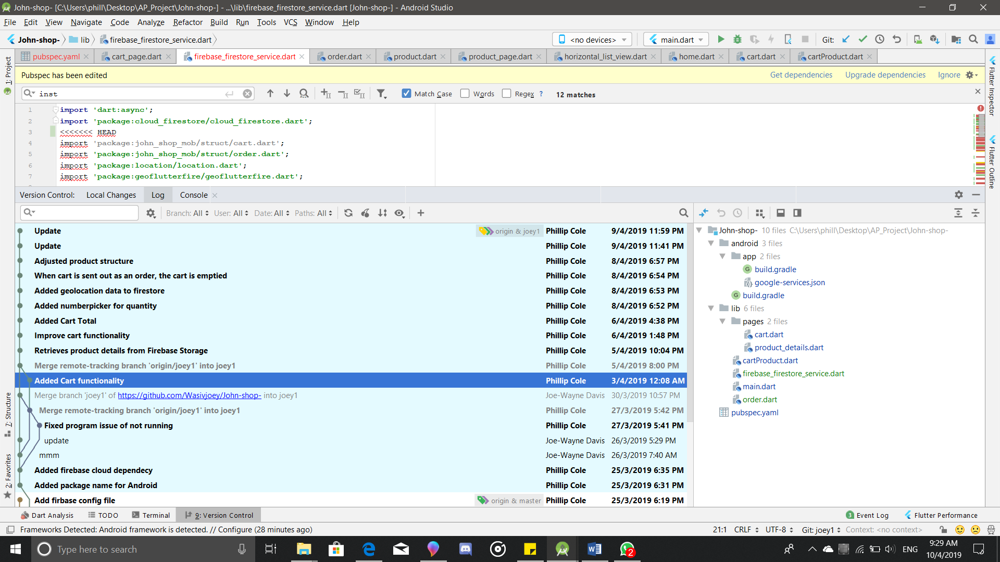 John-shop- [C:\Users\phill\Desktop\AP_Project\John-shop-] - ...\lib\firebase_firestore_service.dart [John-shop-] - Android Studio
File Edit View Navigate Code Analyze Refactor Build Run Tools VCS Window Help
John-shop- lib firebase_firestore_service.dart <no devices> main.dart Git:
pubspec.yaml cart_page.dart firebase_firestore_service.dart order.dart product.dart product_page.dart horizontal_list_view.dart home.dart cart.dart cartProduct.dart
Pubspec has been edited Get dependencies Upgrade dependencies Ignore
inst Match Case Words Regex ? 12 matches
1 import 'dart:async';
2 import 'package:cloud_firestore/cloud_firestore.dart';
3 <<<<<<< HEAD
4 import 'package:john_shop_mob/struct/cart.dart';
5 import 'package:john_shop_mob/struct/order.dart';
6 import 'package:location/location.dart';
7 import 'package:geoflutterfire/geoflutterfire.dart';
Version Control: Local Changes Log Console
Branch: All User: All Date: All Paths: All
Update origin & joey1 Phillip Cole 9/4/2019 11:59 PM
Update Phillip Cole 9/4/2019 11:41 PM
Adjusted product structure Phillip Cole 8/4/2019 6:57 PM
When cart is sent out as an order, the cart is emptied Phillip Cole 8/4/2019 6:54 PM
Added geolocation data to firestore Phillip Cole 8/4/2019 6:53 PM
Added numberpicker for quantity Phillip Cole 8/4/2019 6:52 PM
Added Cart Total Phillip Cole 6/4/2019 4:38 PM
Improve cart functionality Phillip Cole 6/4/2019 1:48 PM
Retrieves product details from Firebase Storage Phillip Cole 5/4/2019 10:04 PM
Merge remote-tracking branch 'origin/joey1' into joey1 Phillip Cole 5/4/2019 8:00 PM
Added Cart functionality Phillip Cole 3/4/2019 12:08 AM
Merge branch 'joey1' of https://github.com/Wasivjoey/John-shop- into joey1 Joe-Wayne Davis 30/3/2019 10:57 PM
Merge remote-tracking branch 'origin/joey1' into joey1 Phillip Cole 27/3/2019 5:42 PM
Fixed program issue of not running Phillip Cole 27/3/2019 5:41 PM
update Joe-Wayne Davis 26/3/2019 5:29 PM
mmm Joe-Wayne Davis 26/3/2019 7:40 AM
Added firebase cloud dependecy Phillip Cole 25/3/2019 6:35 PM
Added package name for Android Phillip Cole 25/3/2019 6:31 PM
Add firbase config file origin & master Phillip Cole 25/3/2019 6:19 PM
John-shop- 10 files C:\Users\phill\Desktop\AP_Project\John-shop-
android 3 files
app 2 files
build.gradle
google-services.json
build.gradle
lib 6 files
pages 2 files
cart.dart
product_details.dart
cartProduct.dart
firebase_firestore_service.dart
main.dart
order.dart
pubspec.yaml
1: Project
7: Structure
2: Favorites
Flutter Inspector
Flutter Outline
Dart Analysis TODO Terminal 9: Version Control 3 Event Log Flutter Performance
Frameworks Detected: Android framework is detected. // Configure (28 minutes ago) 21:1 CRLF UTF-8 Git: joey1 Context: <no context>
Type here to search 2 ENG 9:29 AM
10/4/2019